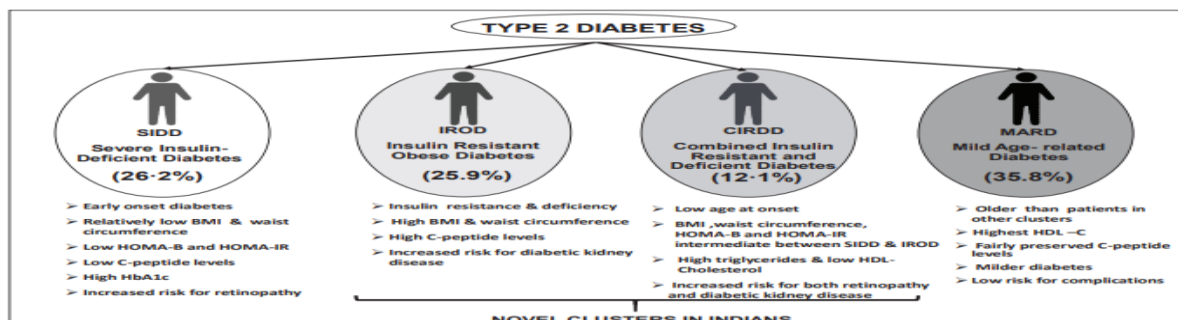 TYPE 2 DIABETES
SIDD
Severe Insulin-
Deficient Diabetes
(26·2%)
➢ Early onset diabetes
➢ Relatively low BMI & waist
circumference
➢ Low HOMA-B and HOMA-IR
➢ Low C-peptide levels
➢ High HbA1c
➢ Increased risk for retinopathy
IROD
Insulin Resistant
Obese Diabetes
(25.9%)
➢ Insulin resistance & deficiency
➢ High BMI & waist circumference
➢ High C-peptide levels
➢ Increased risk for diabetic kidney
disease
CIRDD
Combined Insulin
Resistant and
Deficient Diabetes
(12·1%)
➢ Low age at onset
➢ BMI ,waist circumference,
HOMA-B and HOMA-IR
intermediate between SIDD & IROD
➢ High triglycerides & low HDL-
Cholesterol
➢ Increased risk for both retinopathy
and diabetic kidney disease
MARD
Mild Age- related
Diabetes
(35.8%)
➢ Older than patients in
other clusters
➢ Highest HDL –C
➢ Fairly preserved C-peptide
levels
➢ Milder diabetes
➢ Low risk for complications
NOVEL CLUSTERS IN INDIANS